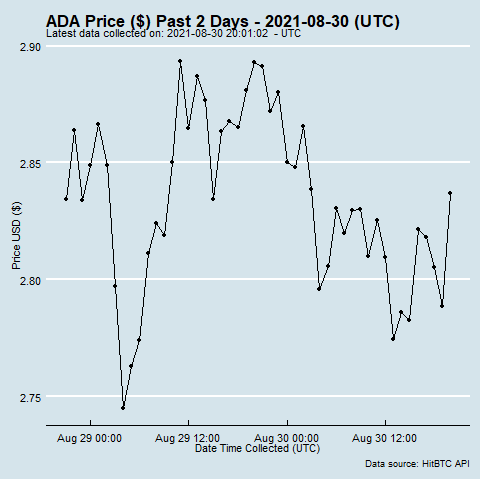 ADA Price ($) Past 2 Days - 2021-08-30 (UTC)
Latest data collected on: 2021-08-30 20:01:02 - UTC
2.90
2.85
2.80
2.75
Price USD ($)
Aug 29 00:00 Aug 29 12:00 Aug 30 00:00 Aug 30 12:00
Date Time Collected (UTC)
Data source: HitBTC API